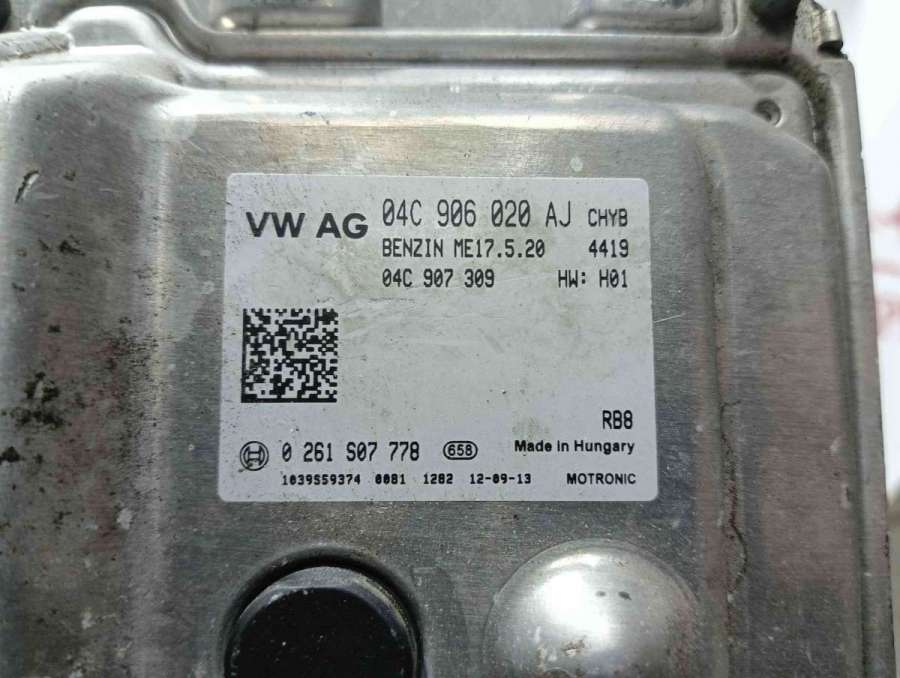 VW AG 04C 906 020 AJ CHYB
BENZIN ME17.5.20 4419
04C 907 309 HW: H01
RB8
0 261 S07 778 658 Made in Hungary
1039S59374 0081 1282 12-09-13 MOTRONIC